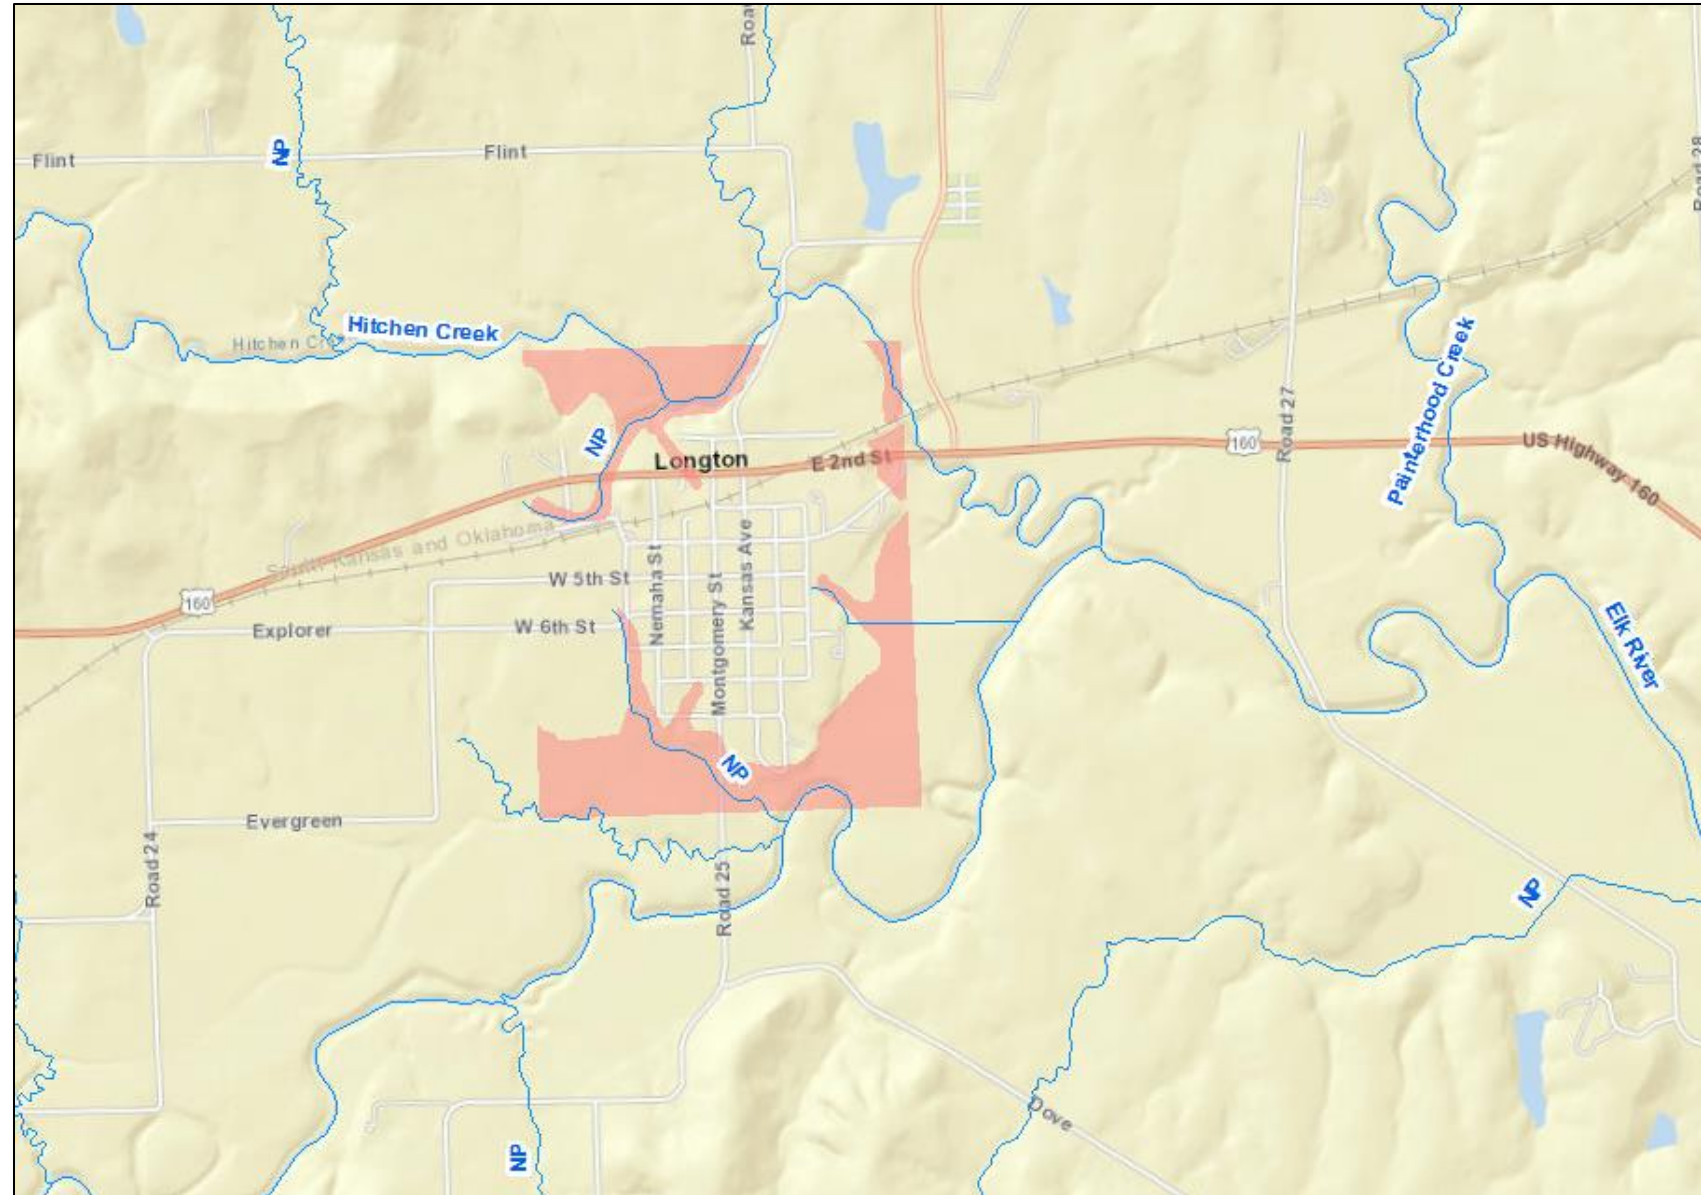 Roa
Flint
NP
Flint
Road 28
Hitchen Creek
Hitchen Cree
Painterhood Creek
Road 27
NP
Longton
E 2nd St
160
US Highway 160
South Kansas and Oklahoma
Nemaha St
Montgomery St
Kansas Ave
W 5th St
160
Explorer
W 6th St
Elk River
NP
Evergreen
Road 24
Road 25
NP
Dove
NP